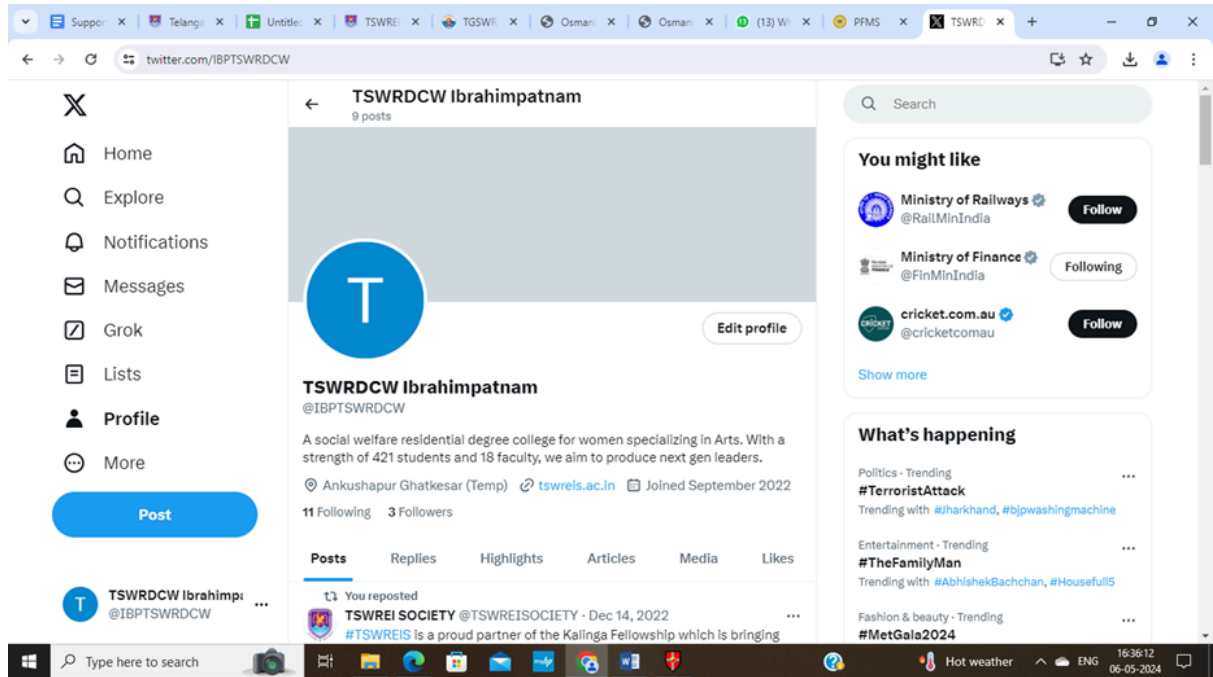 Suppor
Telanga
Untitled
TSWREI
TGSWR
Osmani
Osmani
(13) W
PFMS
TSWRD
twitter.com/IBPTSWRDCW
TSWRDCW Ibrahimpatnam
9 posts
Search
Home
Explore
Notifications
Messages
Grok
Lists
Profile
More
Post
T
Edit profile
TSWRDCW Ibrahimpatnam
@IBPTSWRDCW
A social welfare residential degree college for women specializing in Arts. With a
strength of 421 students and 18 faculty, we aim to produce next gen leaders.
Ankushapur Ghatkesar (Temp) tswreis.ac.in Joined September 2022
11 Following 3 Followers
Posts Replies Highlights Articles Media Likes
You reposted
TSWREI SOCIETY @TSWREISOCIETY · Dec 14, 2022
#TSWREIS is a proud partner of the Kalinga Fellowship which is bringing
You might like
Ministry of Railways
@RailMinIndia
Follow
Ministry of Finance
@FinMinIndia
Following
cricket.com.au
@cricketcomau
Follow
Show more
What's happening
Politics · Trending
#TerroristAttack
Trending with #Jharkhand, #bjpwashingmachine
Entertainment · Trending
#TheFamilyMan
Trending with #AbhishekBachchan, #Housefull5
Fashion & beauty · Trending
#MetGala2024
T
TSWRDCW Ibrahimpa
@IBPTSWRDCW
Type here to search
Hot weather
ENG
16:36:12
06-05-2024